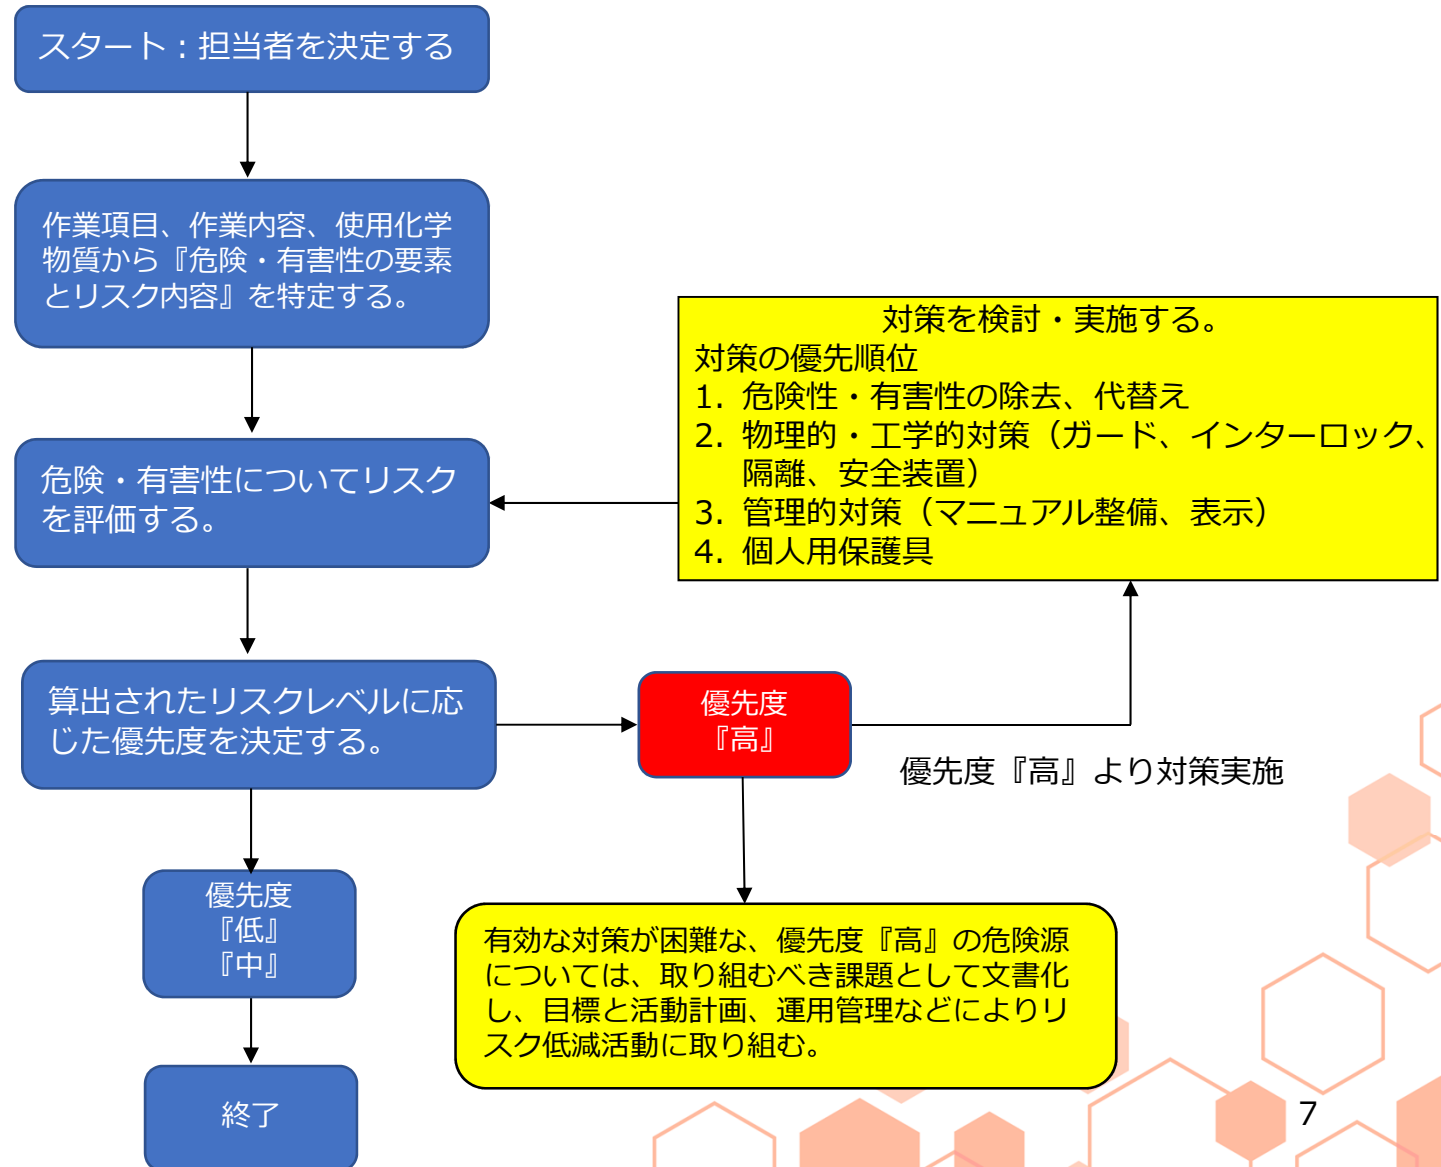 スタート：担当者を決定する
作業項目、作業内容、使用化学
物質から『危険・有害性の要素
とリスク内容』を特定する。
危険・有害性についてリスク
を評価する。
算出されたリスクレベルに応
じた優先度を決定する。
優先度
『低』
『中』
終了
対策を検討・実施する。
対策の優先順位
1. 危険性・有害性の除去、代替え
2. 物理的・工学的対策（ガード、インターロック、
隔離、安全装置）
3. 管理的対策（マニュアル整備、表示）
4. 個人用保護具
優先度
『高』
優先度『高』より対策実施
有効な対策が困難な、優先度『高』の危険源
については、取り組むべき課題として文書化
し、目標と活動計画、運用管理などによりリ
スク低減活動に取り組む。
7